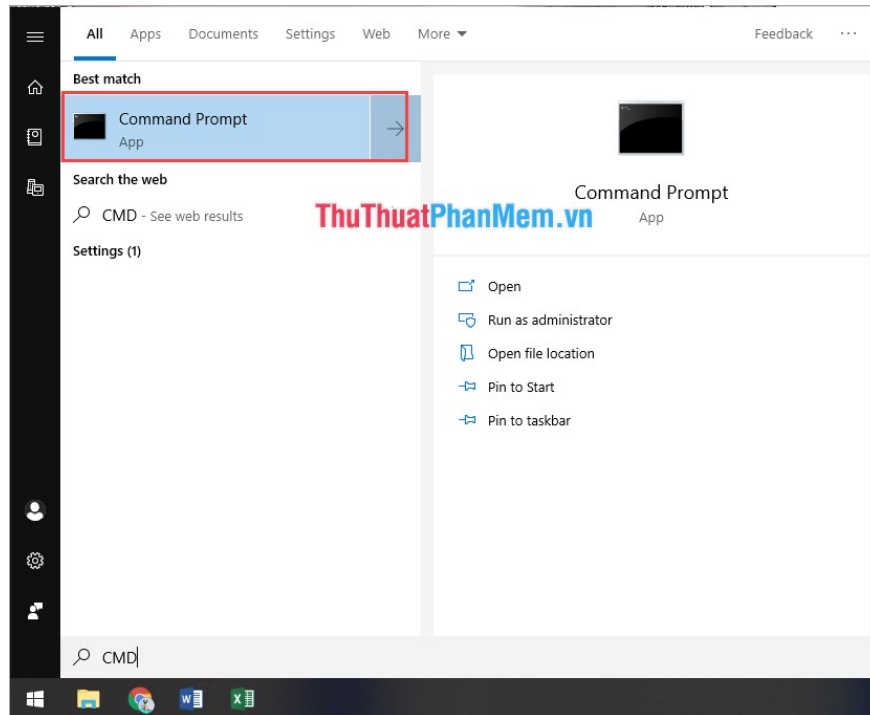 All Apps Documents Settings Web More Feedback ...
Best match
Command Prompt
App
Search the web
CMD - See web results
Settings (1)
ThuThuatPhanMem.vn
Command Prompt
App
Open
Run as administrator
Open file location
Pin to Start
Pin to taskbar
CMD